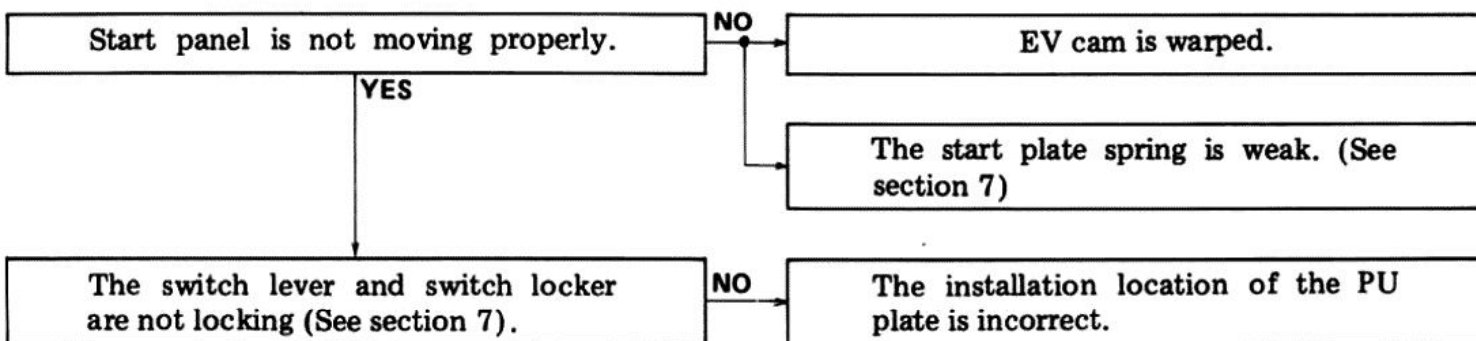 Start panel is not moving properly.
NO
EV cam is warped.
YES
The start plate spring is weak. (See
section 7)
The switch lever and switch locker
are not locking (See section 7).
NO
The installation location of the PU
plate is incorrect.